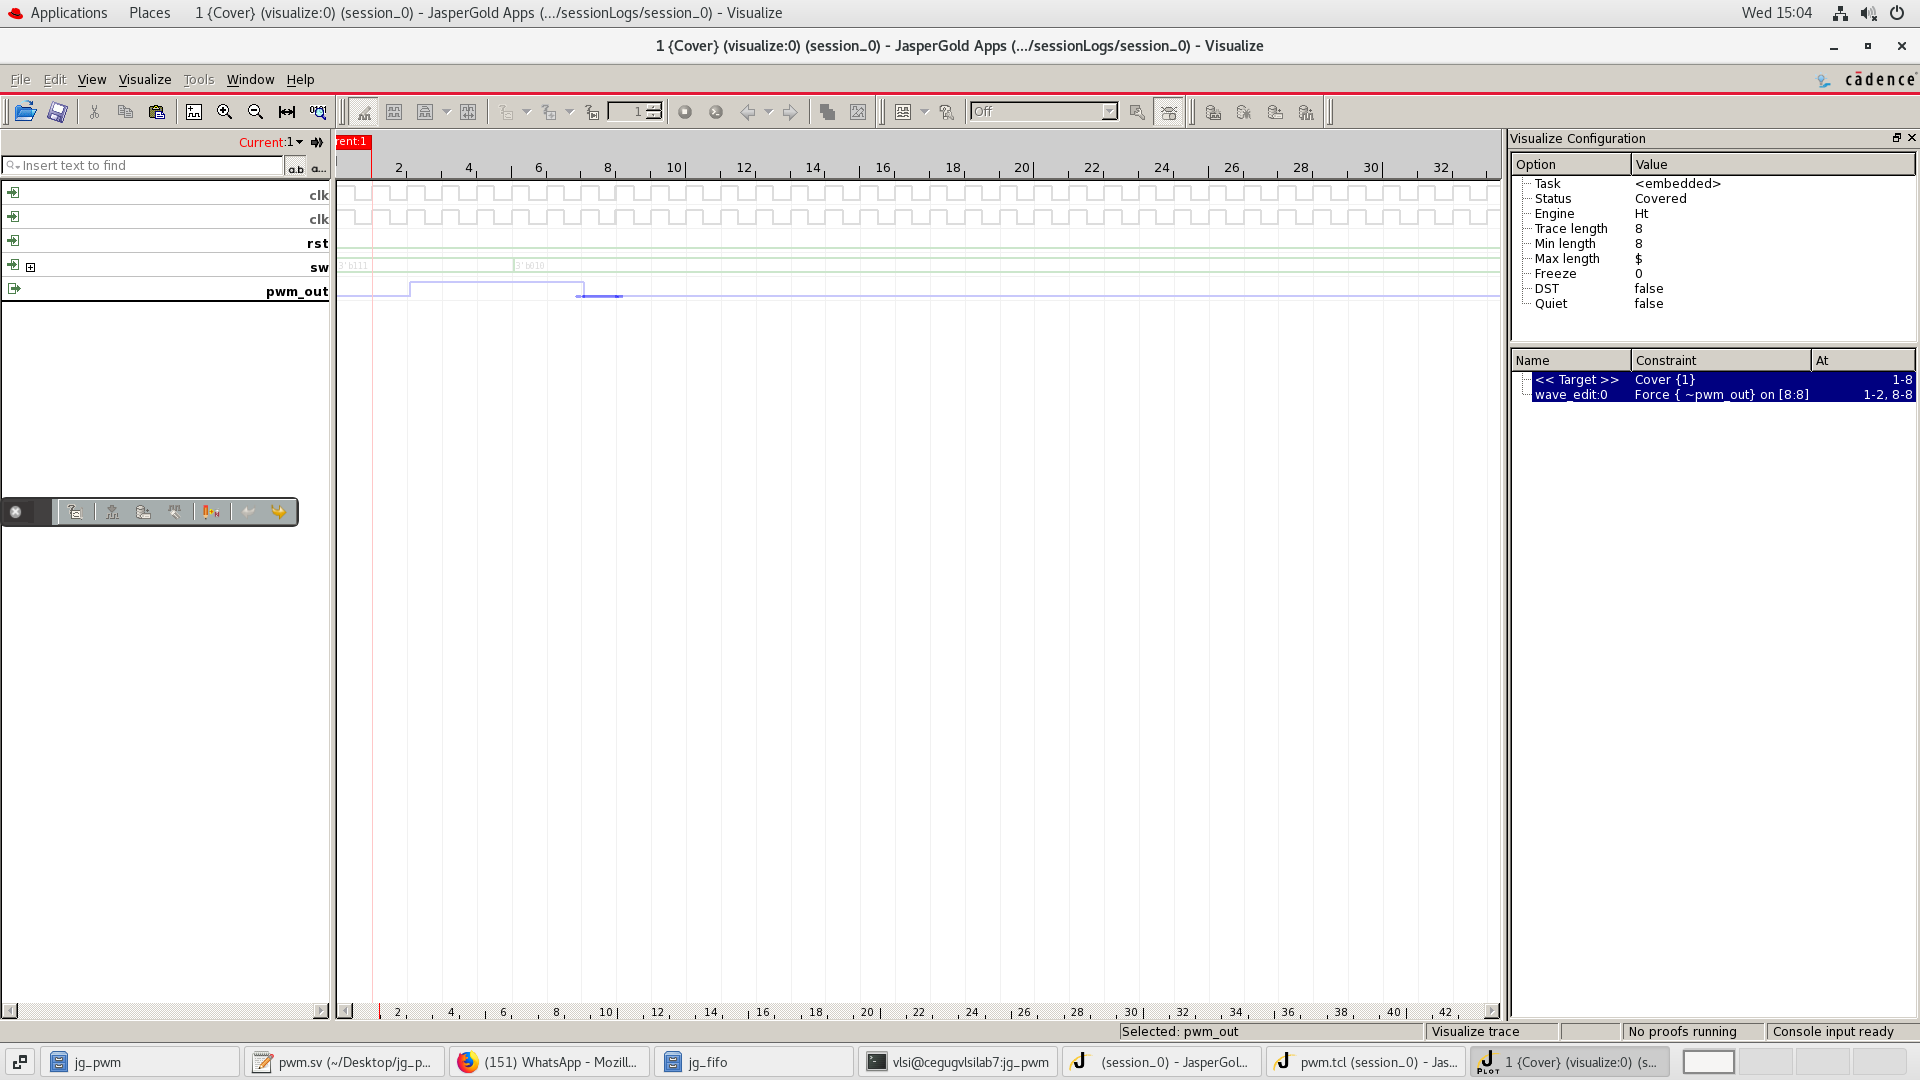 Applications Places 1 {Cover} (visualize:0) (session_0) - JasperGold Apps (.../sessionLogs/session_0) - Visualize Wed 15:04
1 {Cover} (visualize:0) (session_0) - JasperGold Apps (.../sessionLogs/session_0) - Visualize
File Edit View Visualize Tools Window Help cādence
1 Off
Current:1 rent:1 Visualize Configuration
Insert text to find a.b a... 2 4 6 8 10 12 14 16 18 20 22 24 26 28 30 32 Option Value
clk Task <embedded>
Status Covered
clk Engine Ht
Trace length 8
rst Min length 8
Max length $
sw 3'b111 3'b010 Freeze 0
pwm_out DST false
Quiet false
Name Constraint At
<< Target >> Cover {1} 1-8
wave_edit:0 Force { ~pwm_out} on [8:8] 1-2, 8-8
2 4 6 8 10 12 14 16 18 20 22 24 26 28 30 32 34 36 38 40 42
Selected: pwm_out Visualize trace No proofs running Console input ready
jg_pwm pwm.sv (~/Desktop/jg_p... (151) WhatsApp - Mozill... jg_fifo vlsi@cegugvlsilab7:jg_pwm (session_0) - JasperGol... pwm.tcl (session_0) - Jas... PLOT 1 {Cover} (visualize:0) (s...